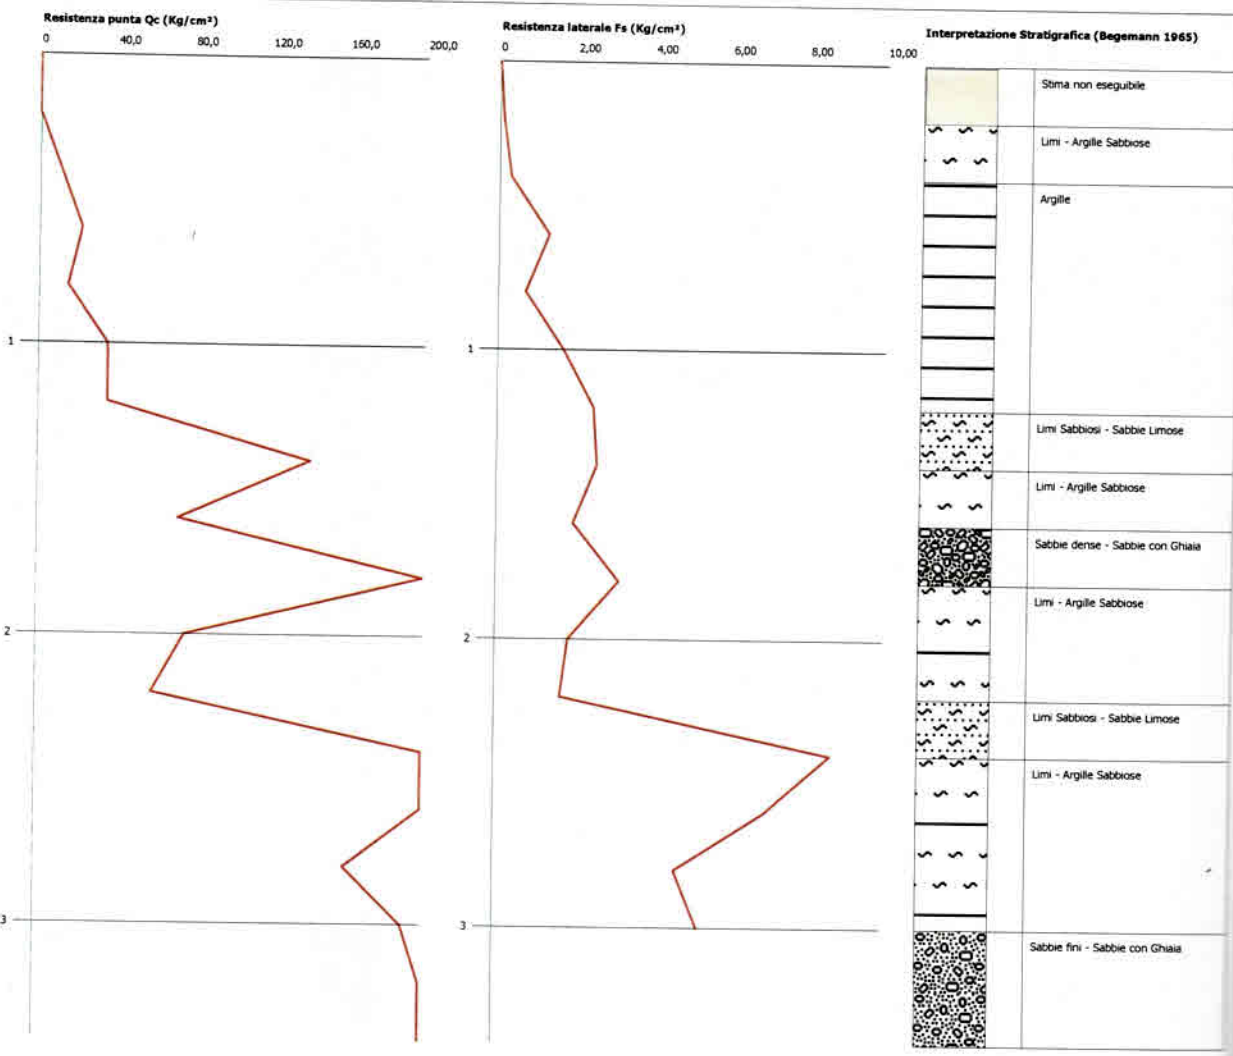 Resistenza punta Qc (Kg/cm²)
0 40,0 80,0 120,0 160,0 200,0
1
2
3
Resistenza laterale Fs (Kg/cm²)
0 2,00 4,00 6,00 8,00 10,00
1
2
3
Interpretazione Stratigrafica (Begemann 1965)
Stima non eseguibile
Limi - Argille Sabbiose
Argille
Limi Sabbiosi - Sabbie Limose
Limi - Argille Sabbiose
Sabbie dense - Sabbie con Ghiaia
Limi - Argille Sabbiose
Limi Sabbiosi - Sabbie Limose
Limi - Argille Sabbiose
Sabbie fini - Sabbie con Ghiaia